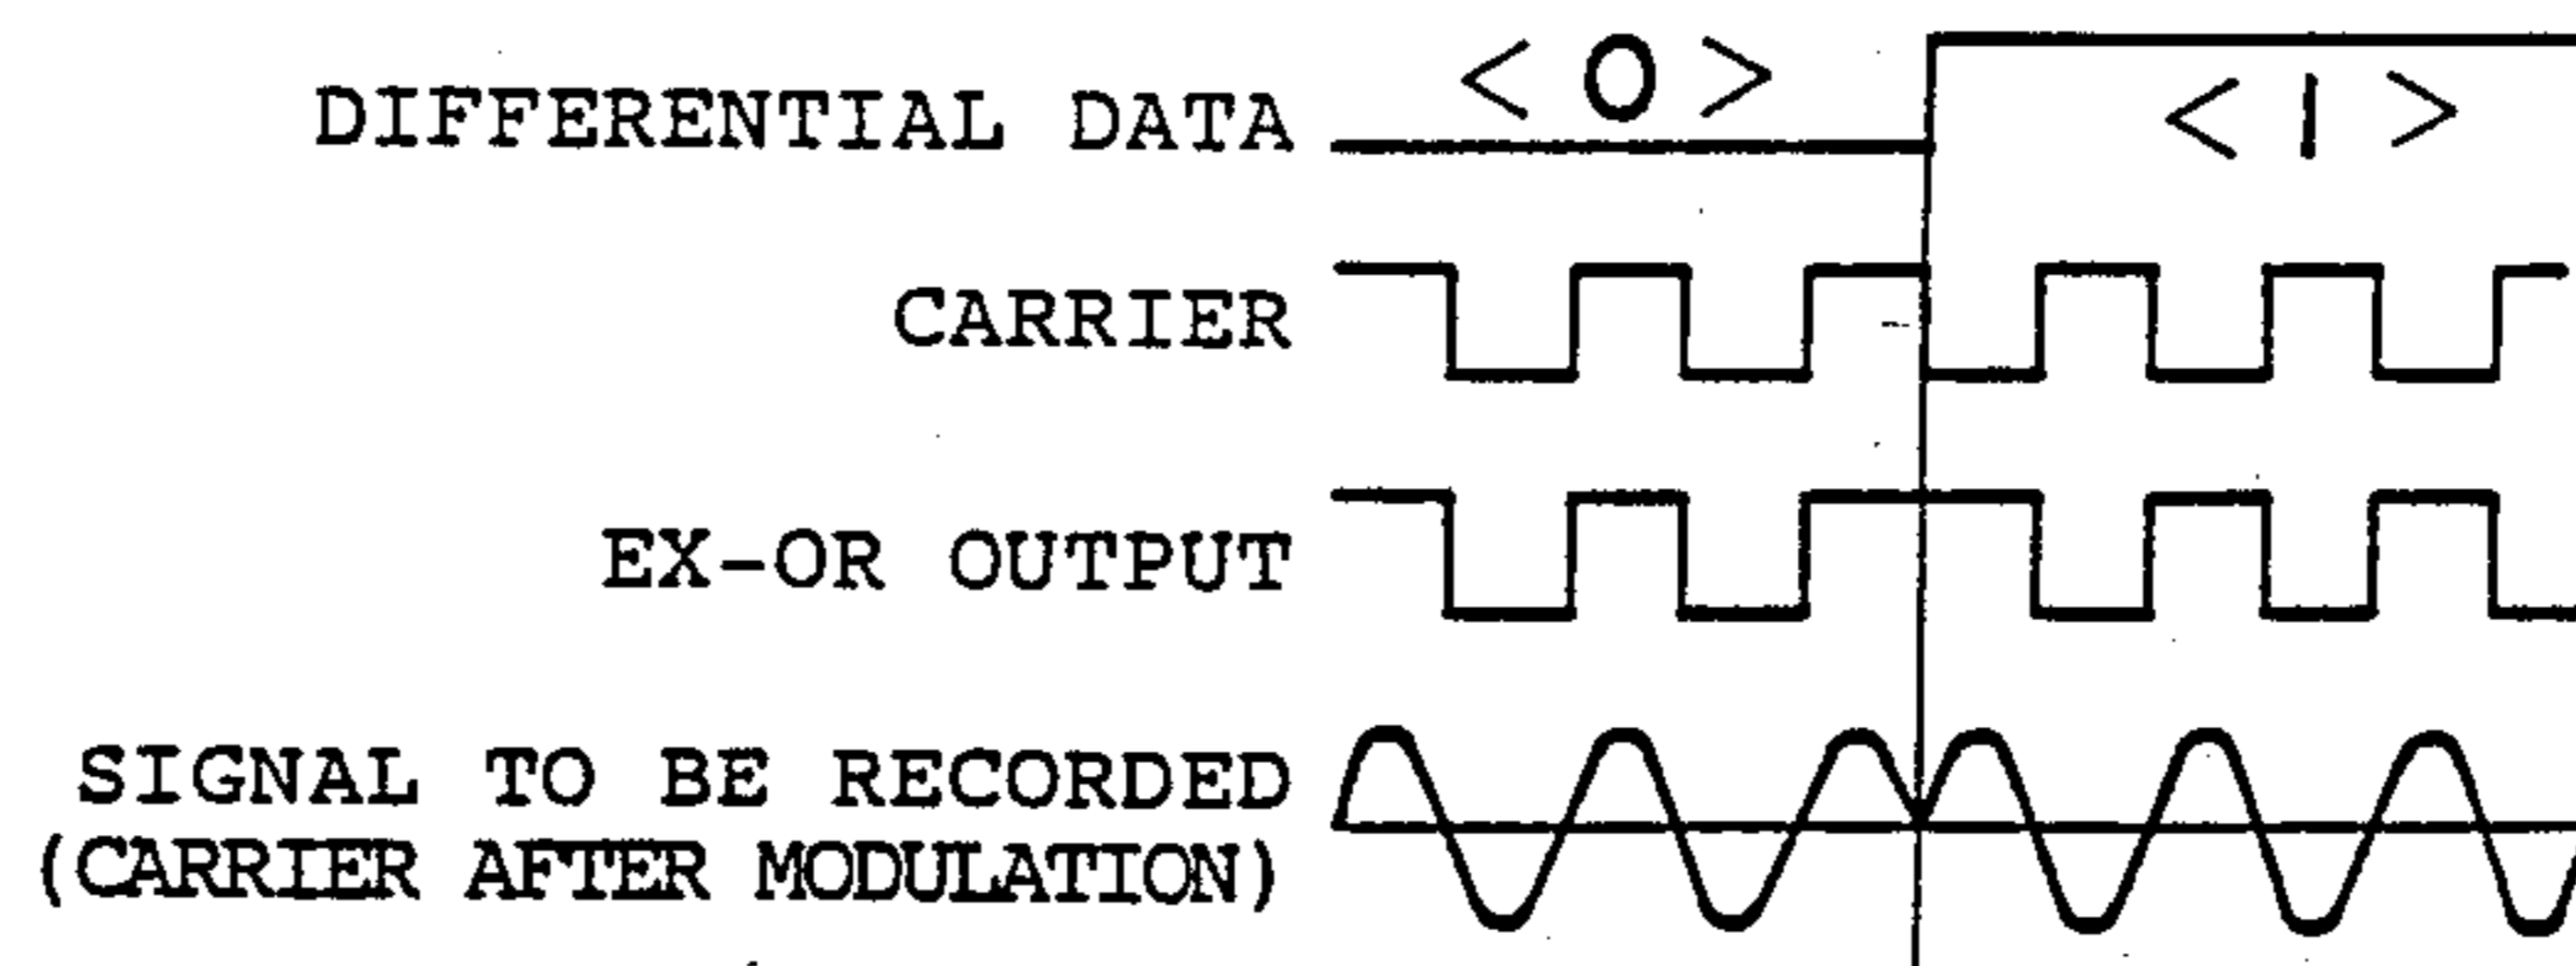 DIFFERENTIAL DATA <0> <1>
CARRIER
EX-OR OUTPUT
SIGNAL TO BE RECORDED
(CARRIER AFTER MODULATION)